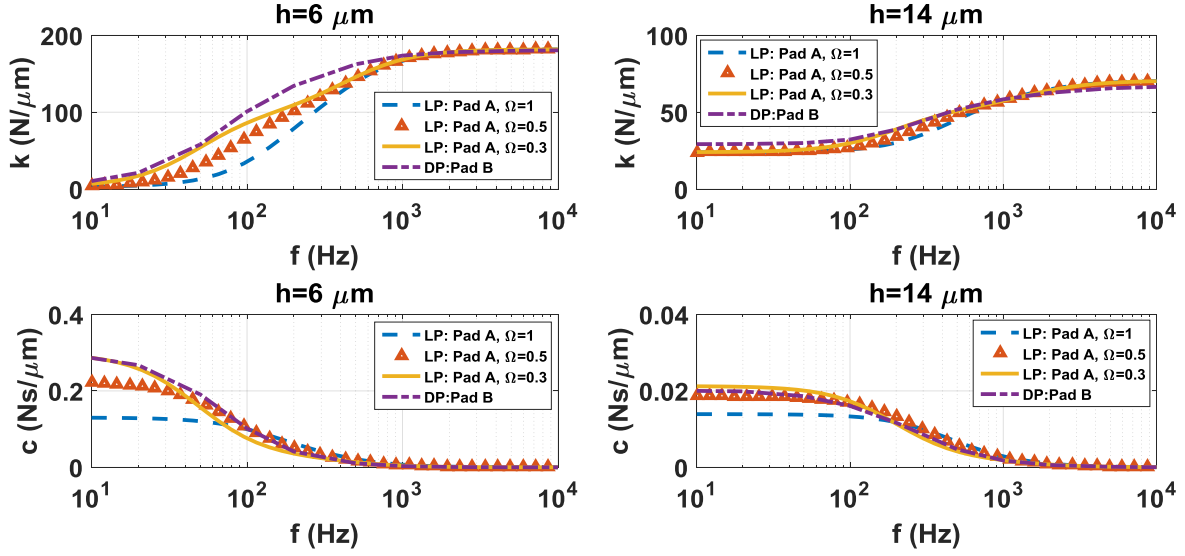 h=6 μm
200
100
0
k (N/μm)
10^1
10^2
10^3
10^4
f (Hz)
LP: Pad A, Ω=1
LP: Pad A, Ω=0.5
LP: Pad A, Ω=0.3
DP:Pad B
h=14 μm
100
50
0
k (N/μm)
10^1
10^2
10^3
10^4
f (Hz)
LP: Pad A, Ω=1
LP: Pad A, Ω=0.5
LP: Pad A, Ω=0.3
DP:Pad B
h=6 μm
0.4
0.2
0
c (Ns/μm)
10^1
10^2
10^3
10^4
f (Hz)
LP: Pad A, Ω=1
LP: Pad A, Ω=0.5
LP: Pad A, Ω=0.3
DP:Pad B
h=14 μm
0.04
0.02
0
c (Ns/μm)
10^1
10^2
10^3
10^4
f (Hz)
LP: Pad A, Ω=1
LP: Pad A, Ω=0.5
LP: Pad A, Ω=0.3
DP:Pad B